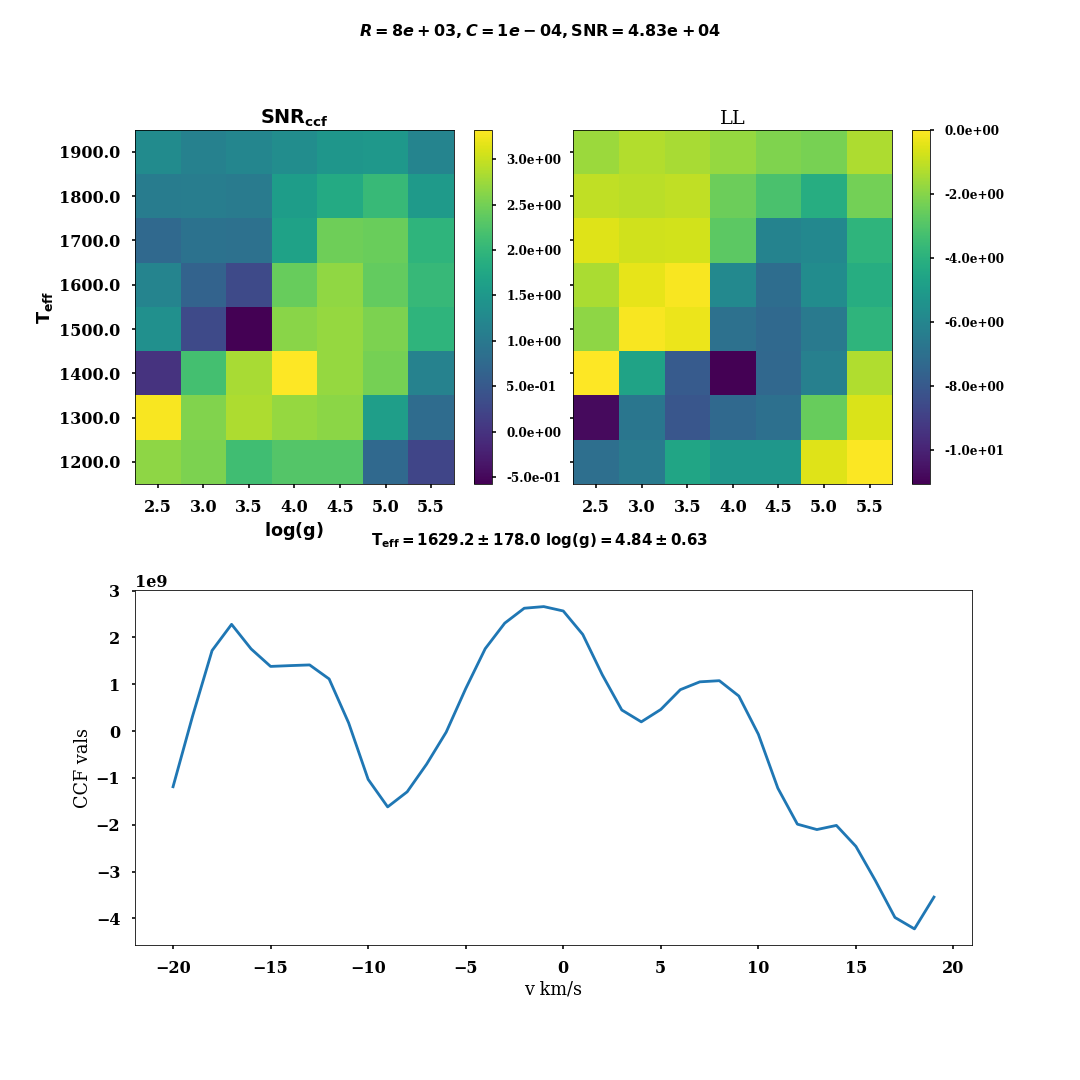 R = 8e + 03, C = 1e − 04, SNR = 4.83e + 04
SNR_ccf
LL
1900.0
1800.0
1700.0
1600.0
1500.0
1400.0
1300.0
1200.0
T_eff
2.5 3.0 3.5 4.0 4.5 5.0 5.5
log(g)
3.0e+00
2.5e+00
2.0e+00
1.5e+00
1.0e+00
5.0e-01
0.0e+00
-5.0e-01
2.5 3.0 3.5 4.0 4.5 5.0 5.5
0.0e+00
-2.0e+00
-4.0e+00
-6.0e+00
-8.0e+00
-1.0e+01
T_eff = 1629.2 ± 178.0 log(g) = 4.84 ± 0.63
1e9
3
2
1
0
−1
−2
−3
−4
CCF vals
−20 −15 −10 −5 0 5 10 15 20
v km/s